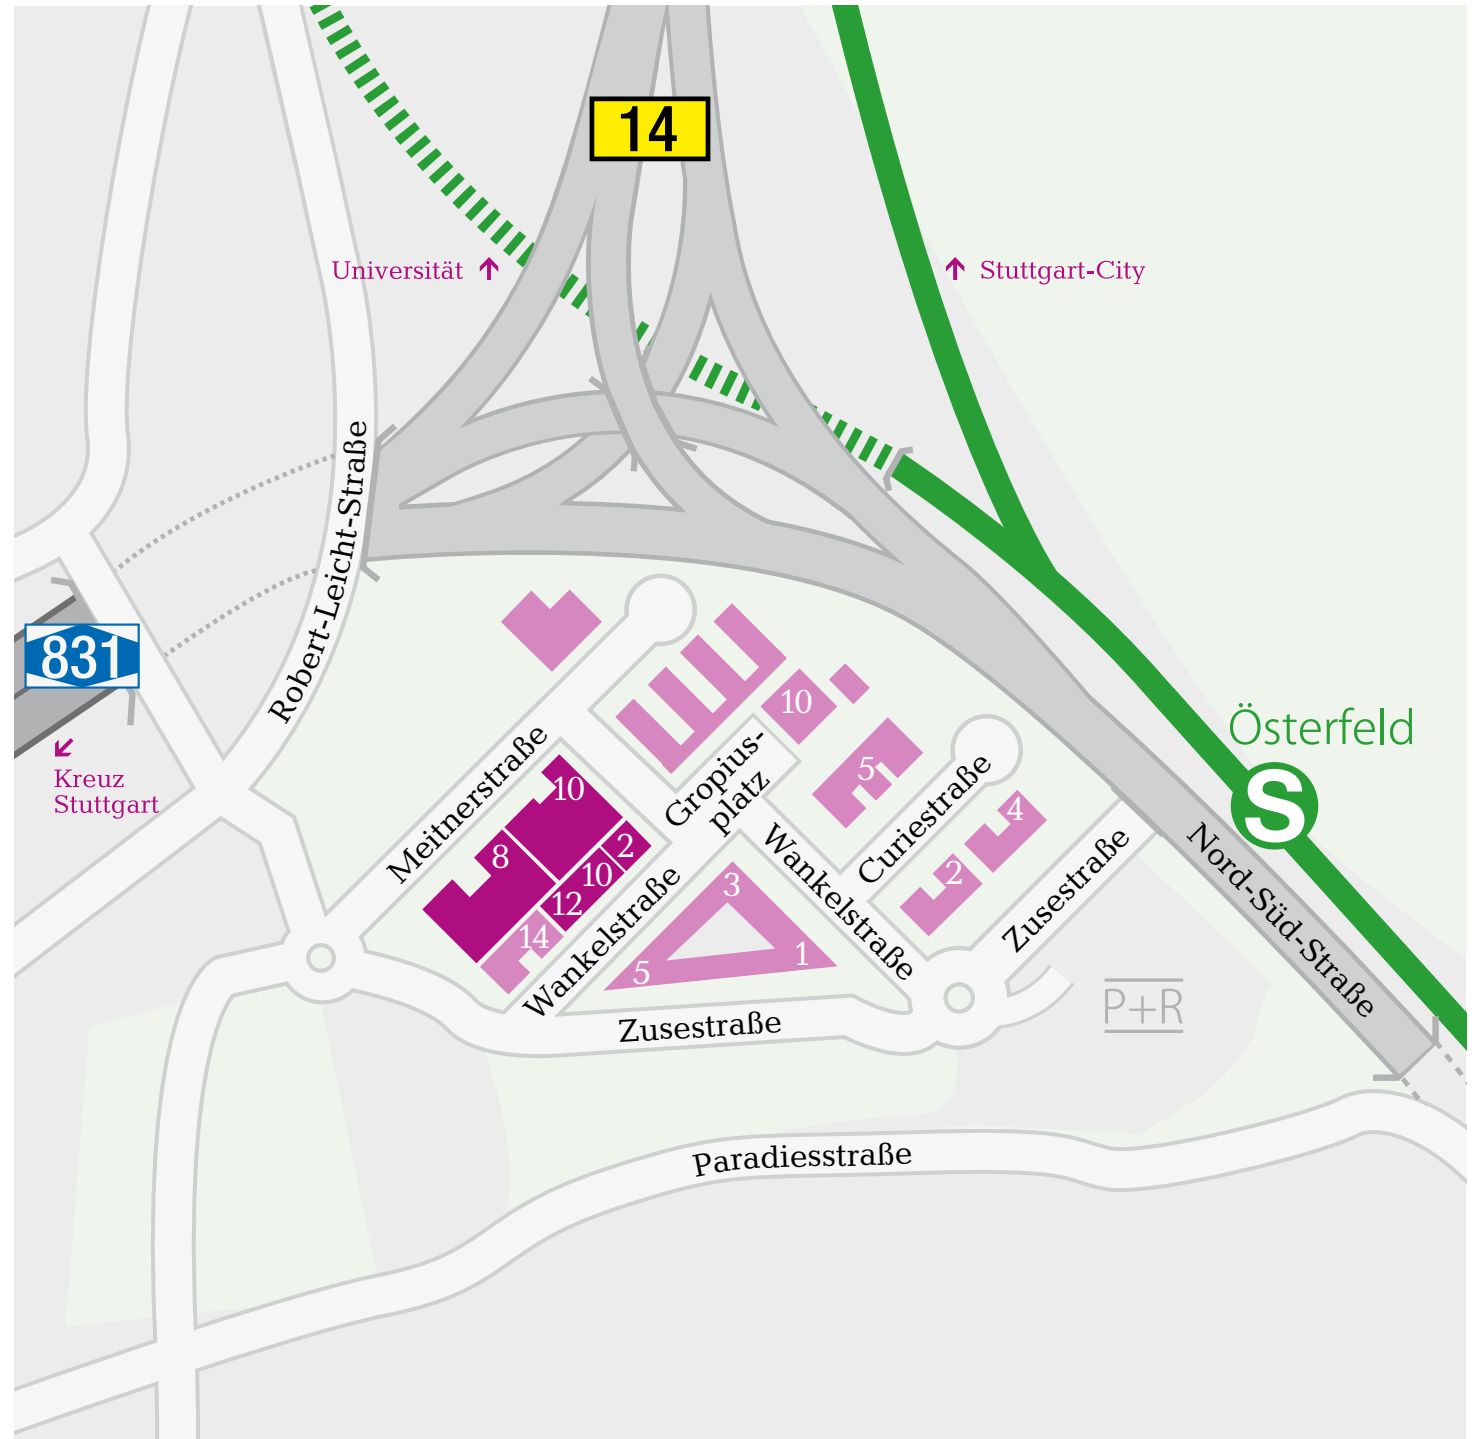 14
Universität
Stuttgart-City
Robert-Leicht-Straße
831
Kreuz
Stuttgart
Österfeld
S
10
Meitnerstraße
Gropius-
platz
5
Curiestraße
4
10
8
2
10
12
14
Wankelstraße
3
1
5
Wankelstraße
2
Zusestraße
Nord-Süd-Straße
P+R
Zusestraße
Paradiesstraße